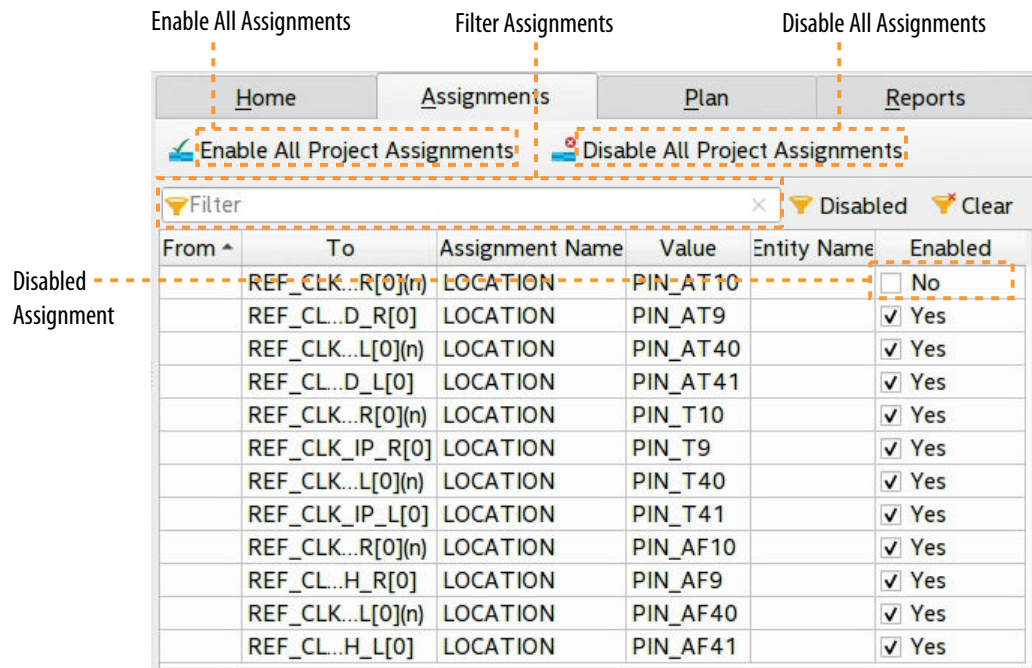 Enable All Assignments Filter Assignments Disable All Assignments
Home Assignments Plan Reports
Enable All Project Assignments Disable All Project Assignments
Filter Disabled Clear
From To Assignment Name Value Entity Name Enabled
Disabled
Assignment
REF_CLK...R[0](n) LOCATION PIN_AT10 No
REF_CL...D_R[0] LOCATION PIN_AT9 Yes
REF_CLK...L[0](n) LOCATION PIN_AT40 Yes
REF_CL...D_L[0] LOCATION PIN_AT41 Yes
REF_CLK...R[0](n) LOCATION PIN_T10 Yes
REF_CLK_IP_R[0] LOCATION PIN_T9 Yes
REF_CLK...L[0](n) LOCATION PIN_T40 Yes
REF_CLK_IP_L[0] LOCATION PIN_T41 Yes
REF_CLK...R[0](n) LOCATION PIN_AF10 Yes
REF_CL...H_R[0] LOCATION PIN_AF9 Yes
REF_CLK...L[0](n) LOCATION PIN_AF40 Yes
REF_CL...H_L[0] LOCATION PIN_AF41 Yes